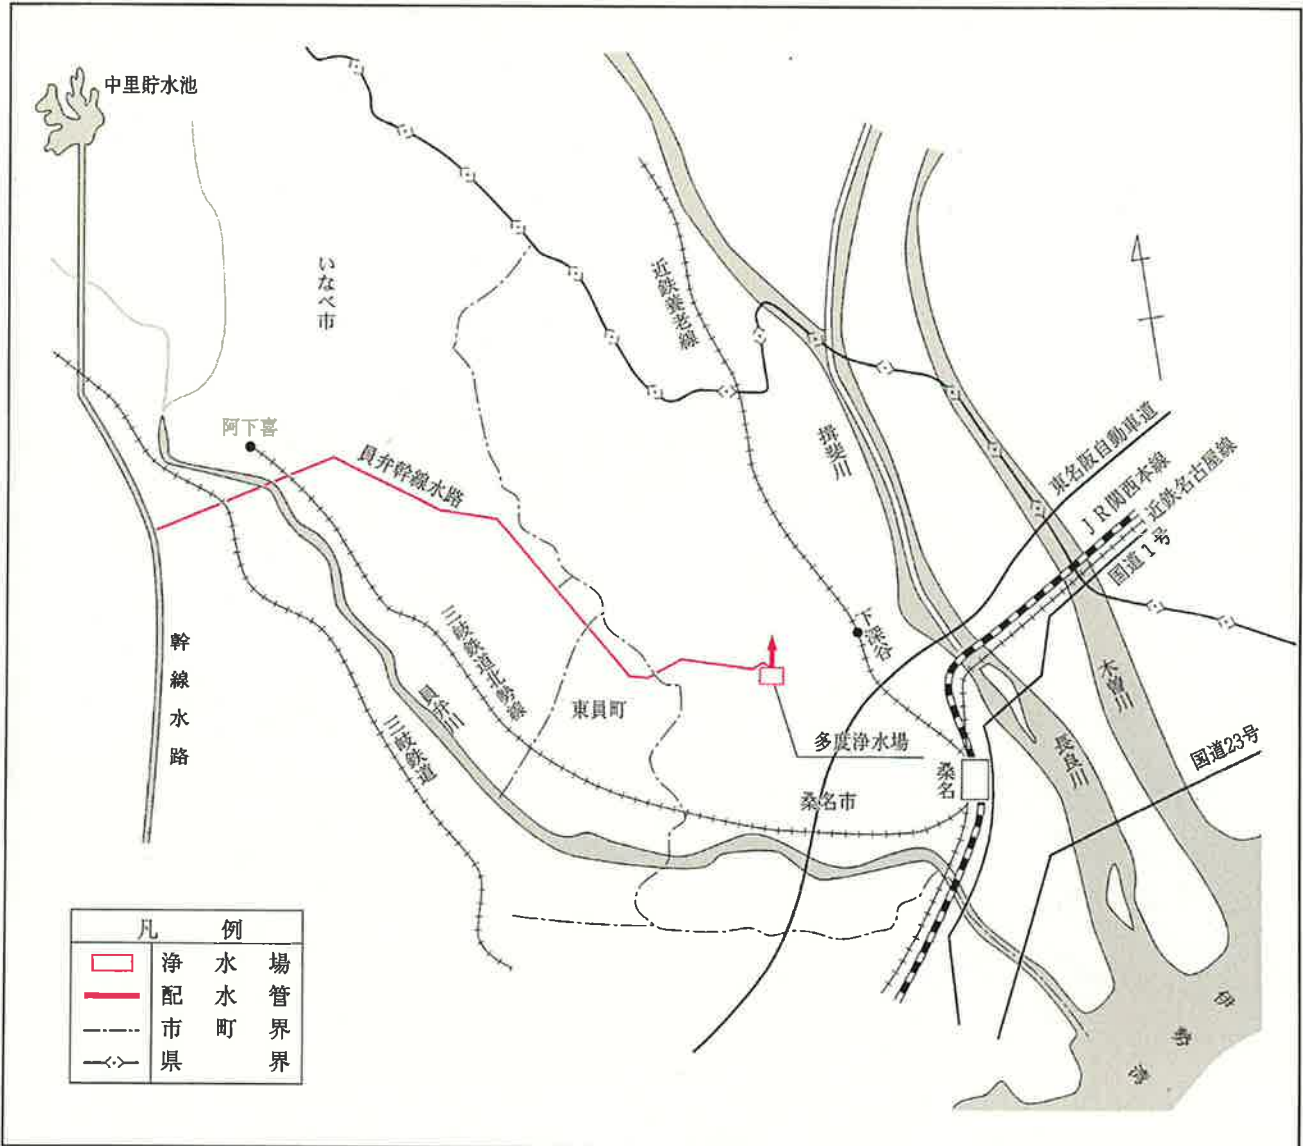 中里貯水池
いなべ市
近鉄養老線
阿下喜
員弁幹線水路
揖斐川
東名阪自動車道
JR関西本線
近鉄名古屋線
国道1号
幹線水路
三岐鉄道北勢線
員弁川
三岐鉄道
東員町
下深谷
多度浄水場
桑名市
桑名
木曽川
長良川
国道23号
伊勢湾
凡例
浄水場
配水管
市町界
県界